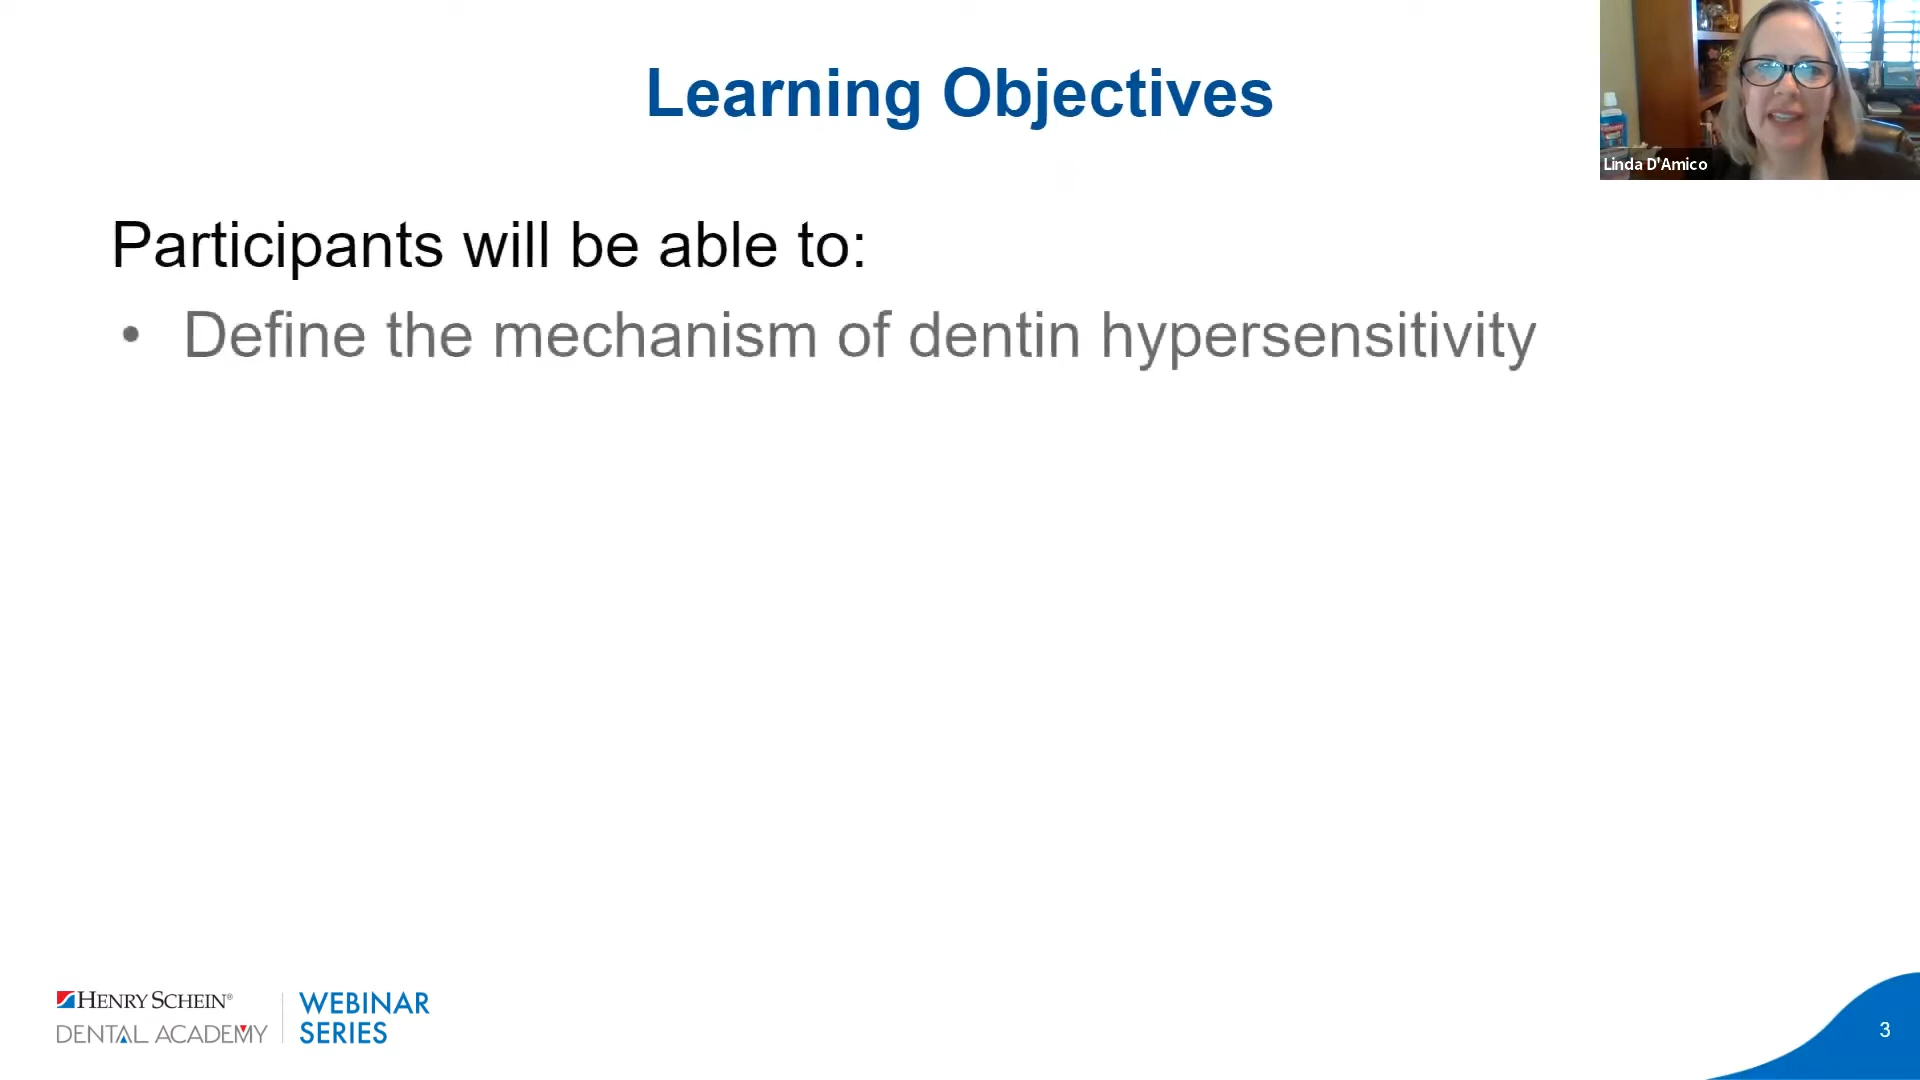 Learning Objectives
Linda D'Amico
Participants will be able to:
• Define the mechanism of dentin hypersensitivity
HENRY SCHEIN®
DENTAL ACADEMY
WEBINAR
SERIES
3